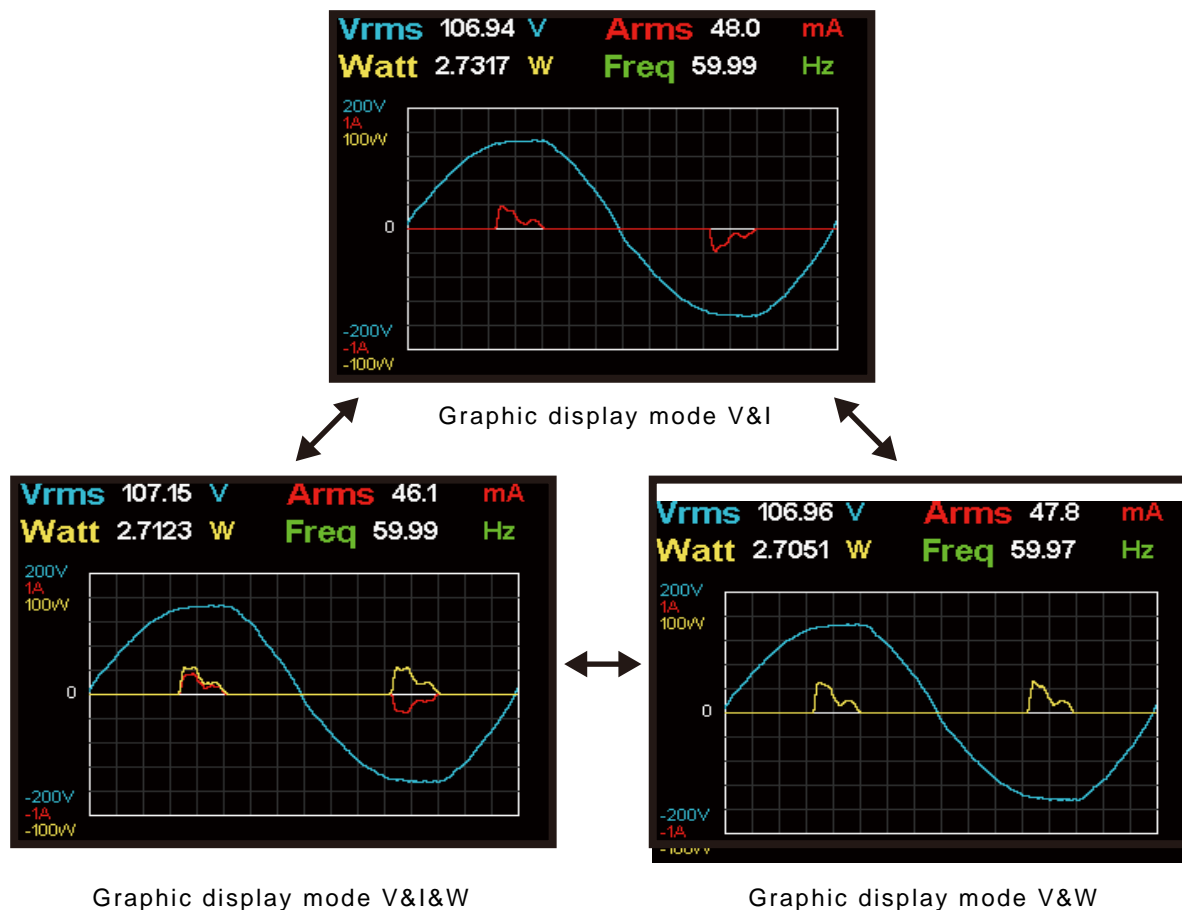 Vrms 106.94 V Arms 48.0 mA
Watt 2.7317 W Freq 59.99 Hz
200V
1A
100W
0
-200V
-1A
-100W
Graphic display mode V&I
Vrms 107.15 V Arms 46.1 mA
Watt 2.7123 W Freq 59.99 Hz
200V
1A
100W
0
-200V
-1A
-100W
Graphic display mode V&I&W
Vrms 106.96 V Arms 47.8 mA
Watt 2.7051 W Freq 59.97 Hz
200V
1A
100W
0
-200V
-1A
-100W
Graphic display mode V&W